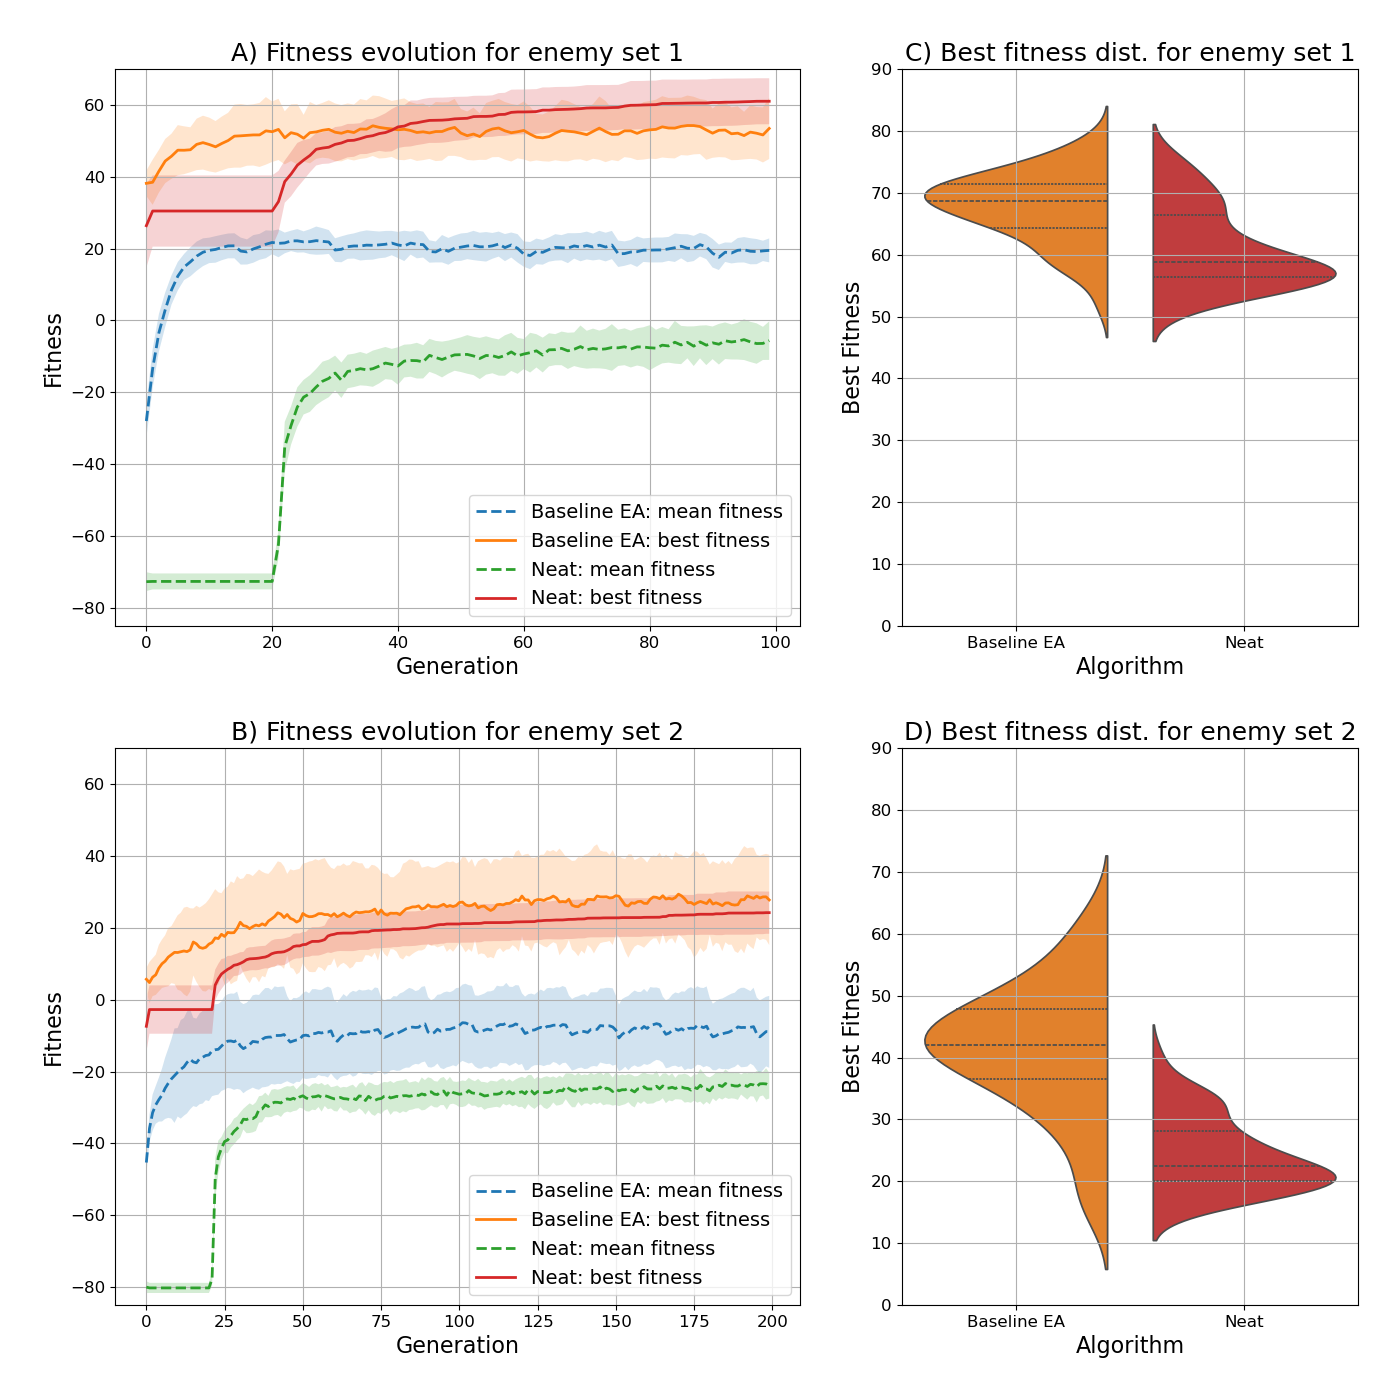 A) Fitness evolution for enemy set 1
60
40
20
0
−20
−40
−60
−80
Fitness
0
20
40
60
80
100
Generation
Baseline EA: mean fitness
Baseline EA: best fitness
Neat: mean fitness
Neat: best fitness
C) Best fitness dist. for enemy set 1
90
80
70
60
50
40
30
20
10
0
Best Fitness
Baseline EA
Neat
Algorithm
B) Fitness evolution for enemy set 2
60
40
20
0
−20
−40
−60
−80
Fitness
0
25
50
75
100
125
150
175
200
Generation
Baseline EA: mean fitness
Baseline EA: best fitness
Neat: mean fitness
Neat: best fitness
D) Best fitness dist. for enemy set 2
90
80
70
60
50
40
30
20
10
0
Best Fitness
Baseline EA
Neat
Algorithm